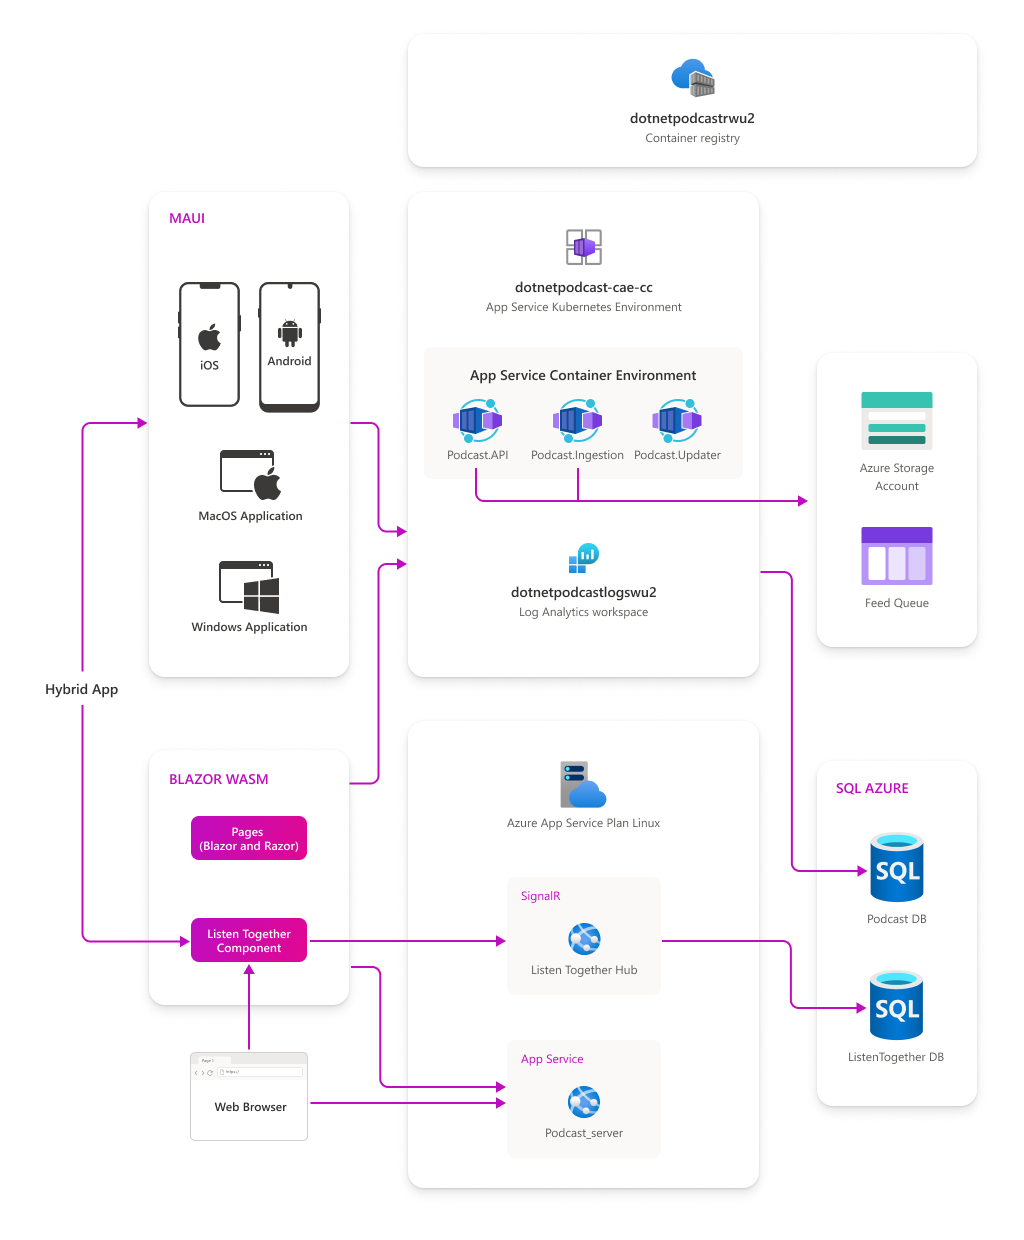 dotnetpodcastrwu2
Container registry
MAUI
iOS
Android
MacOS Application
Windows Application
dotnetpodcast-cae-cc
App Service Kubernetes Environment
App Service Container Environment
Podcast.API
Podcast.Ingestion
Podcast.Updater
dotnetpodcastlogswu2
Log Analytics workspace
Azure Storage
Account
Feed Queue
Hybrid App
BLAZOR WASM
Pages
(Blazor and Razor)
Listen Together
Component
Page 1
https://
Web Browser
Azure App Service Plan Linux
SignalR
Listen Together Hub
App Service
Podcast_server
SQL AZURE
SQL
Podcast DB
SQL
ListenTogether DB